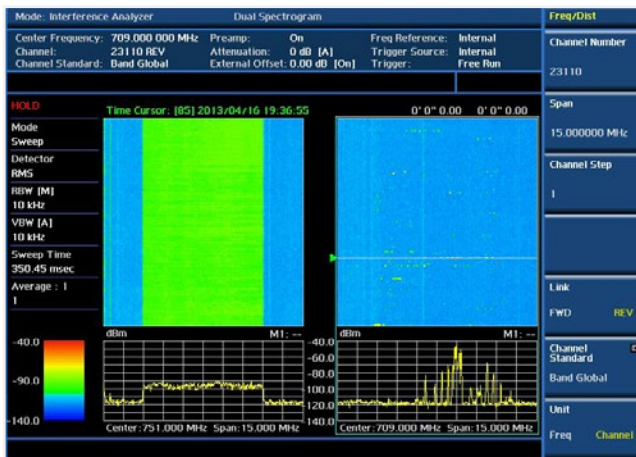 Mode: Interference Analyzer Dual Spectrogram
Center Frequency: 709.000 000 MHz Preamp: On Freq Reference: Internal
Channel: 23110 REV Attenuation: 0 dB [A] Trigger Source: Internal
Channel Standard: Band Global External Offset: 0.00 dB [On] Trigger: Free Run
HOLD
Time Cursor: [85] 2013/04/16 19:36:55 0' 0" 0.00 0' 0" 0.00
Mode
Sweep
Detector
RMS
RBW [M]
10 kHz
VBW [A]
10 kHz
Sweep Time
350.45 msec
Average : 1
1
-40.0
-90.0
-140.0
dBm M1: --
-40.0
-60.0
-80.0
-100.0
-120.0
-140.0
Center:751.000 MHz Span:15.000 MHz
dBm M1: --
Center:709.000 MHz Span:15.000 MHz
Freq/Dist
Channel Number
23110
Span
15.000000 MHz
Channel Step
1
Link
FWD REV
Channel
Standard
Band Global
Unit
Freq Channel